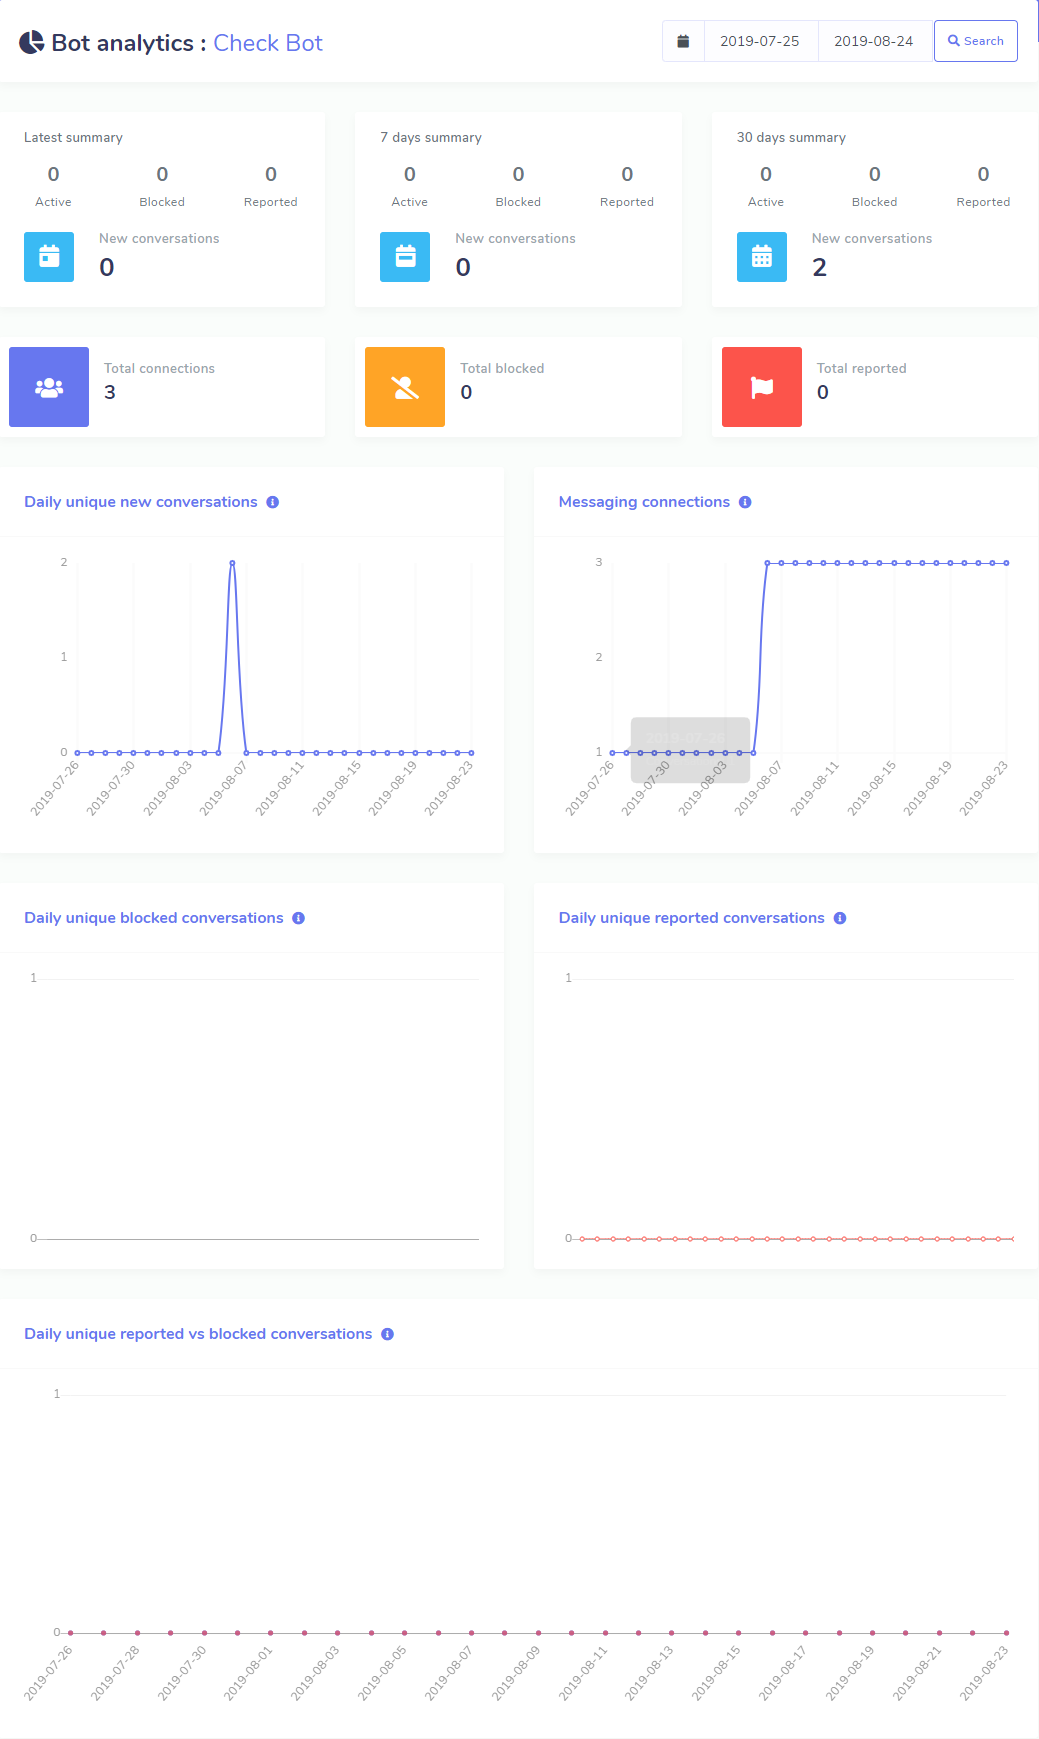 Bot analytics : Check Bot
2019-07-25 2019-08-24 Search
Latest summary
0 0 0
Active Blocked Reported
New conversations
0
7 days summary
0 0 0
Active Blocked Reported
New conversations
0
30 days summary
0 0 0
Active Blocked Reported
New conversations
2
Total connections
3
Total blocked
0
Total reported
0
Daily unique new conversations
2
1
0
2019-07-26 2019-07-30 2019-08-03 2019-08-07 2019-08-11 2019-08-15 2019-08-19 2019-08-23
Messaging connections
3
2
1
2019-07-26 2019-07-30 2019-08-03 2019-08-07 2019-08-11 2019-08-15 2019-08-19 2019-08-23
Daily unique blocked conversations
1
0
Daily unique reported conversations
1
0
Daily unique reported vs blocked conversations
1
0
2019-07-26 2019-07-28 2019-07-30 2019-08-01 2019-08-03 2019-08-05 2019-08-07 2019-08-09 2019-08-11 2019-08-13 2019-08-15 2019-08-17 2019-08-19 2019-08-21 2019-08-23